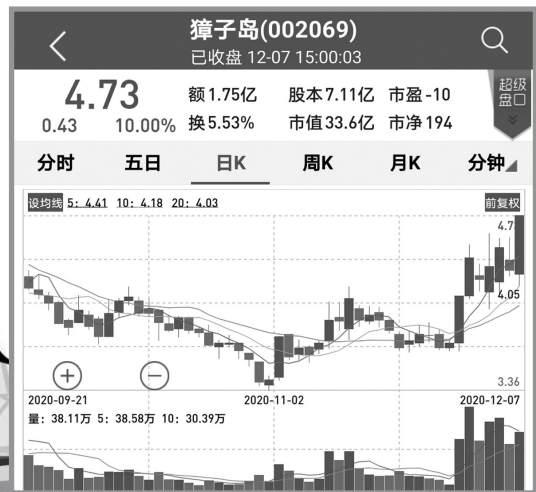 獐子岛(002069)
已收盘 12-07 15:00:03
4.73 额1.75亿 股本7.11亿 市盈-10
超级
盘口
0.43 10.00% 换5.53% 市值33.6亿 市净194
分时 五日 日K 周K 月K 分钟
设均线 5: 4.41 10: 4.18 20: 4.03 前复权
4.7
4.05
3.36
2020-09-21 2020-11-02 2020-12-07
量: 38.11万 5: 38.58万 10: 30.39万